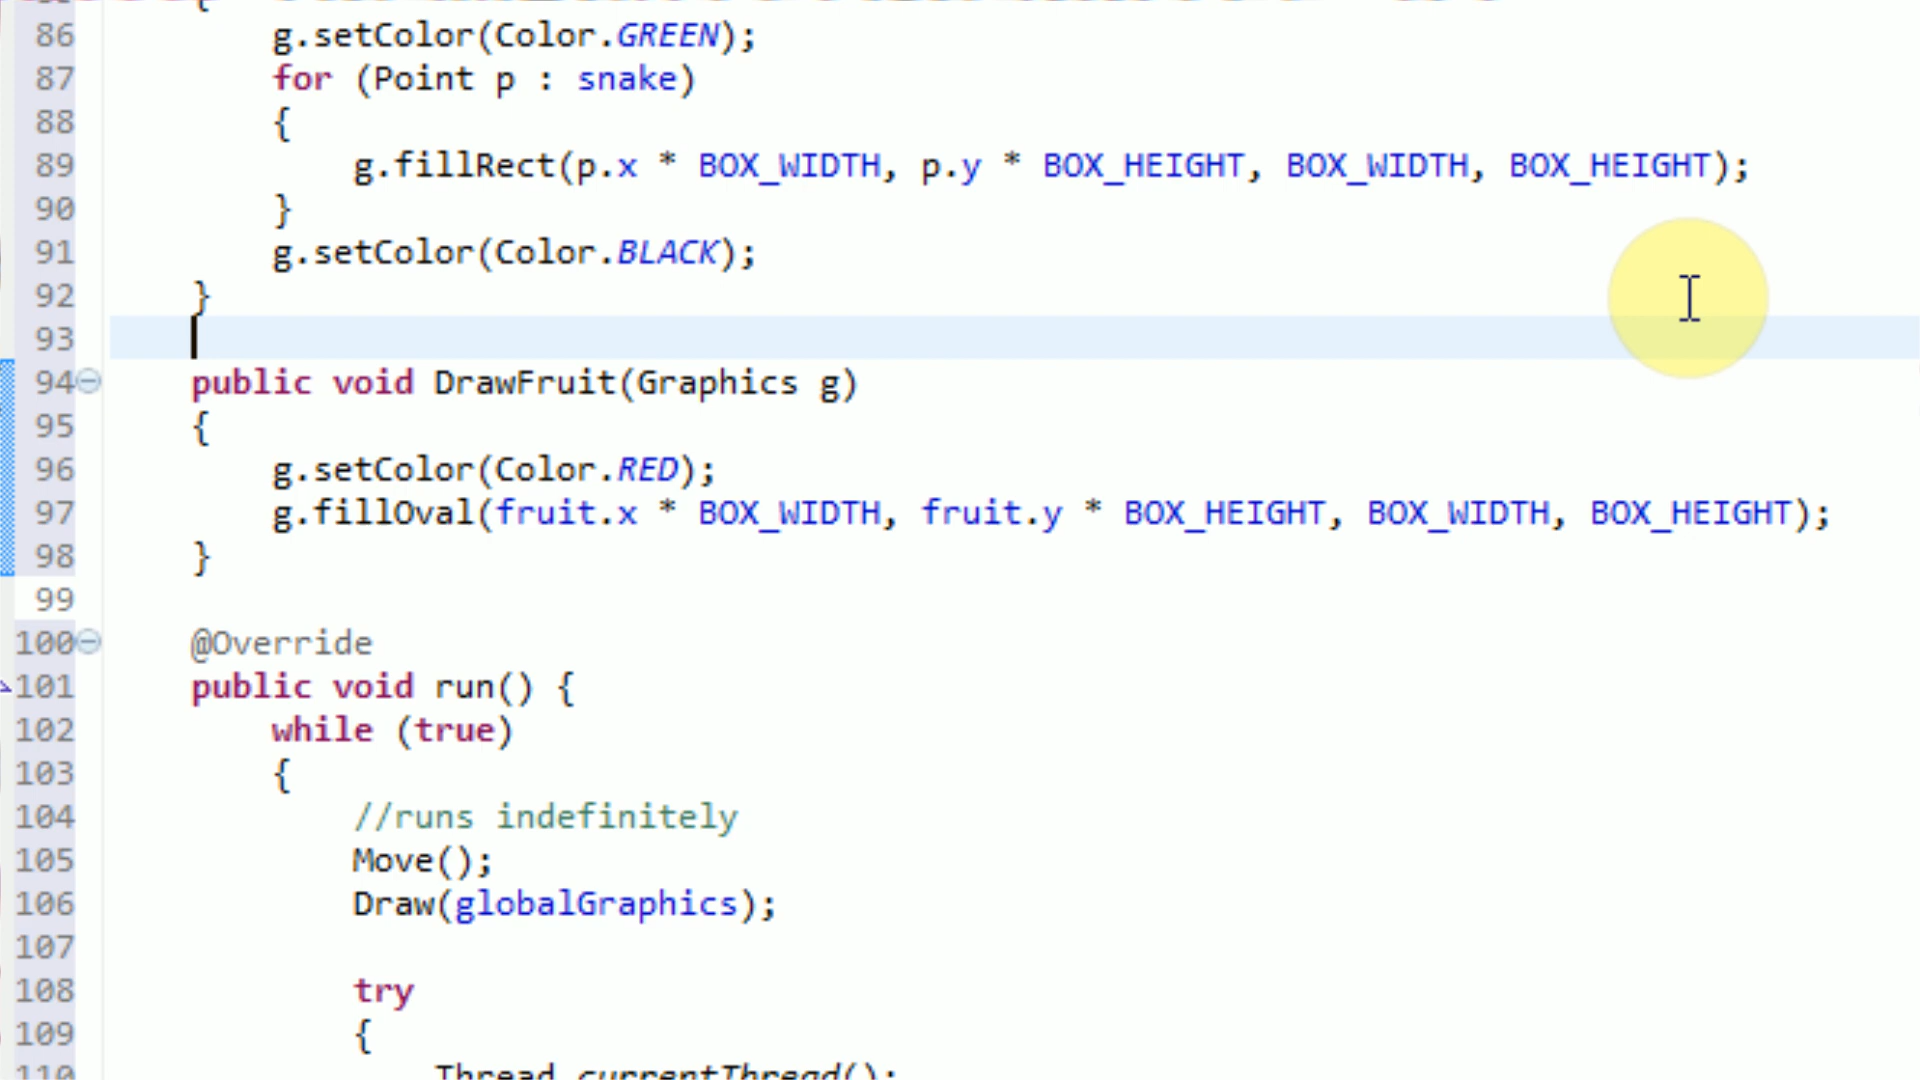 86 g.setColor(Color.GREEN);
87 for (Point p : snake)
88 {
89 g.fillRect(p.x * BOX_WIDTH, p.y * BOX_HEIGHT, BOX_WIDTH, BOX_HEIGHT);
90 }
91 g.setColor(Color.BLACK);
92 }
93
94 public void DrawFruit(Graphics g)
95 {
96 g.setColor(Color.RED);
97 g.fillOval(fruit.x * BOX_WIDTH, fruit.y * BOX_HEIGHT, BOX_WIDTH, BOX_HEIGHT);
98 }
99
100 @Override
101 public void run() {
102 while (true)
103 {
104 //runs indefinitely
105 Move();
106 Draw(globalGraphics);
107
108 try
109 {
110 Thread.currentThread();